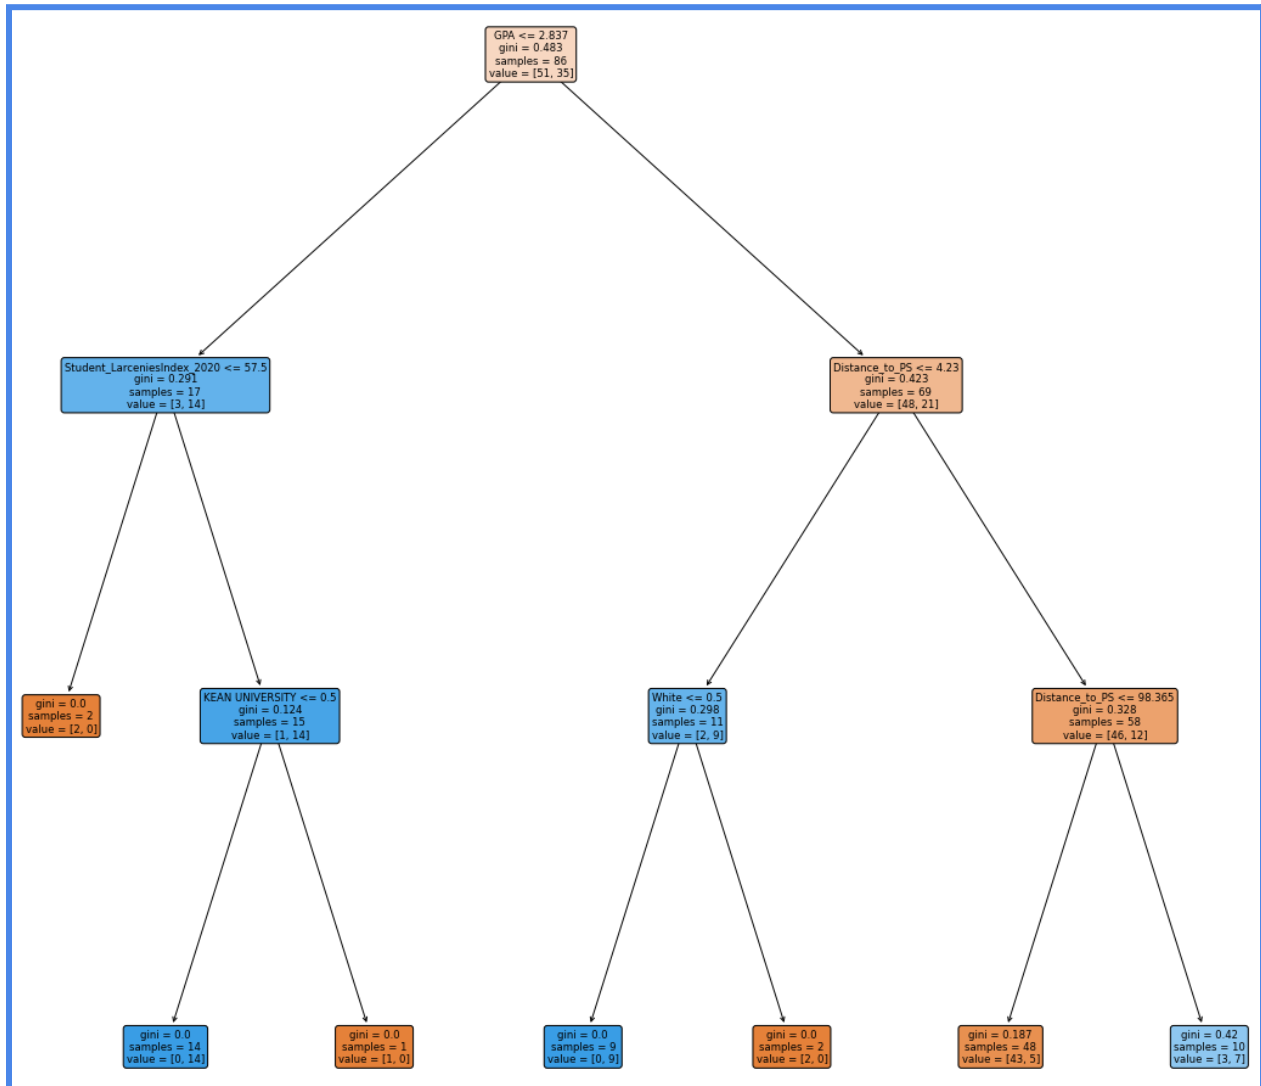 GPA <= 2.837
gini = 0.483
samples = 86
value = [51, 35]
Student_LarceniesIndex_2020 <= 57.5
gini = 0.291
samples = 17
value = [3, 14]
Distance_to_PS <= 4.23
gini = 0.423
samples = 69
value = [48, 21]
gini = 0.0
samples = 2
value = [2, 0]
KEAN UNIVERSITY <= 0.5
gini = 0.124
samples = 15
value = [1, 14]
White <= 0.5
gini = 0.298
samples = 11
value = [2, 9]
Distance_to_PS <= 98.365
gini = 0.328
samples = 58
value = [46, 12]
gini = 0.0
samples = 14
value = [0, 14]
gini = 0.0
samples = 1
value = [1, 0]
gini = 0.0
samples = 9
value = [0, 9]
gini = 0.0
samples = 2
value = [2, 0]
gini = 0.187
samples = 48
value = [43, 5]
gini = 0.42
samples = 10
value = [3, 7]